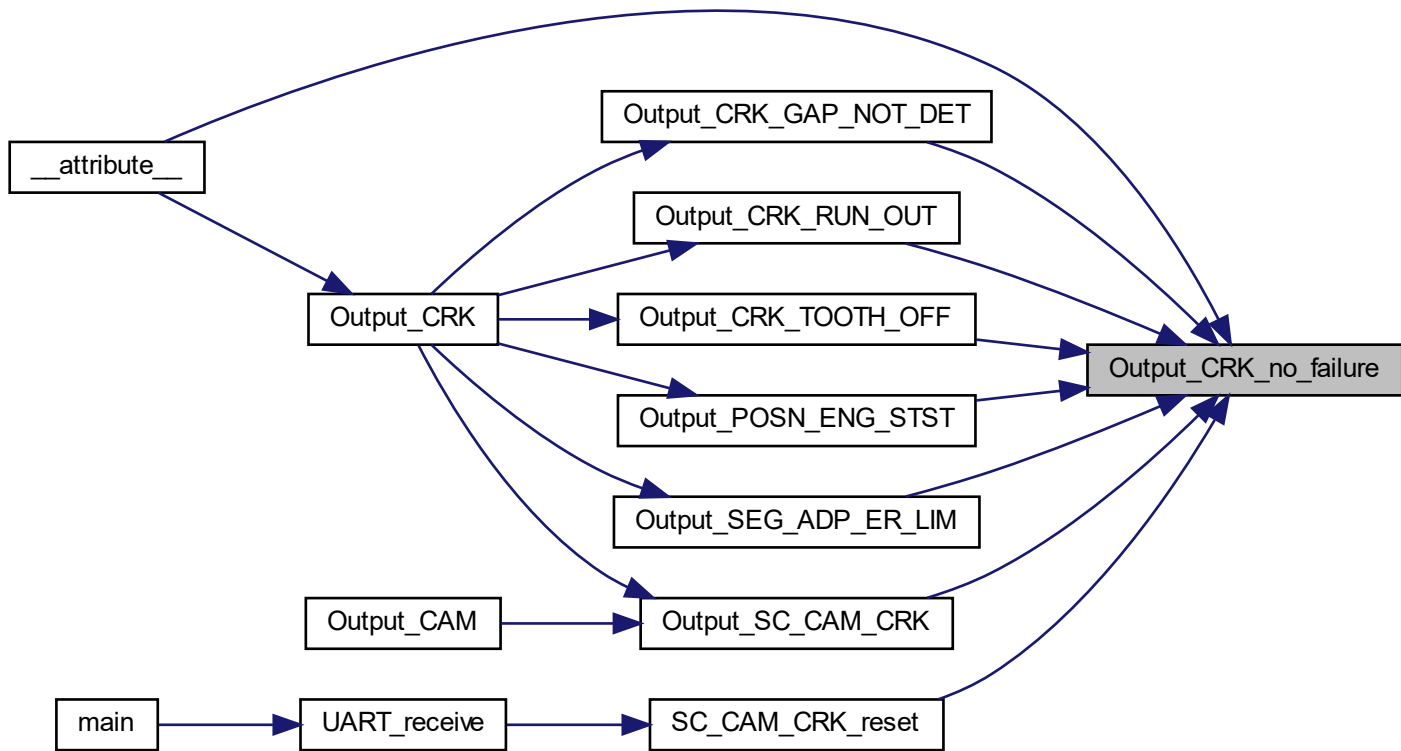 Output_CRK_GAP_NOT_DET
__attribute__
Output_CRK_RUN_OUT
Output_CRK
Output_CRK_TOOTH_OFF
Output_CRK_no_failure
Output_POSN_ENG_STST
Output_SEG_ADP_ER_LIM
Output_CAM
Output_SC_CAM_CRK
main
UART_receive
SC_CAM_CRK_reset